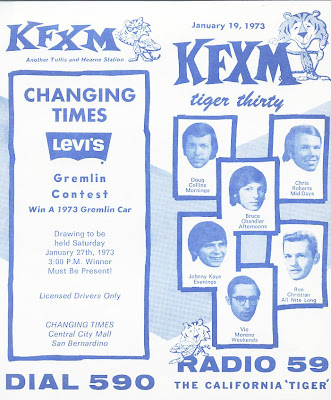 KFXM
Another Tullis and Hearne Station
CHANGING
TIMES
LEVI'S
Gremlin
Contest
Win A 1973 Gremlin Car
Drawing to be
held Saturday
January 27th, 1973
3:00 P.M. Winner
Must Be Present!
Licensed Drivers Only
CHANGING TIMES
Central City Mall
San Bernardino
DIAL 590
January 19, 1973
KFXM
tiger thirty
Doug
Collins
Mornings
Chris
Roberts
Mid-Days
Bruce
Chandler
Afternoons
Johnny Kaye
Evenings
Ron
Christian
All Nite Long
Vic
Moreno
Weekends
RADIO 59
THE CALIFORNIA 'TIGER'